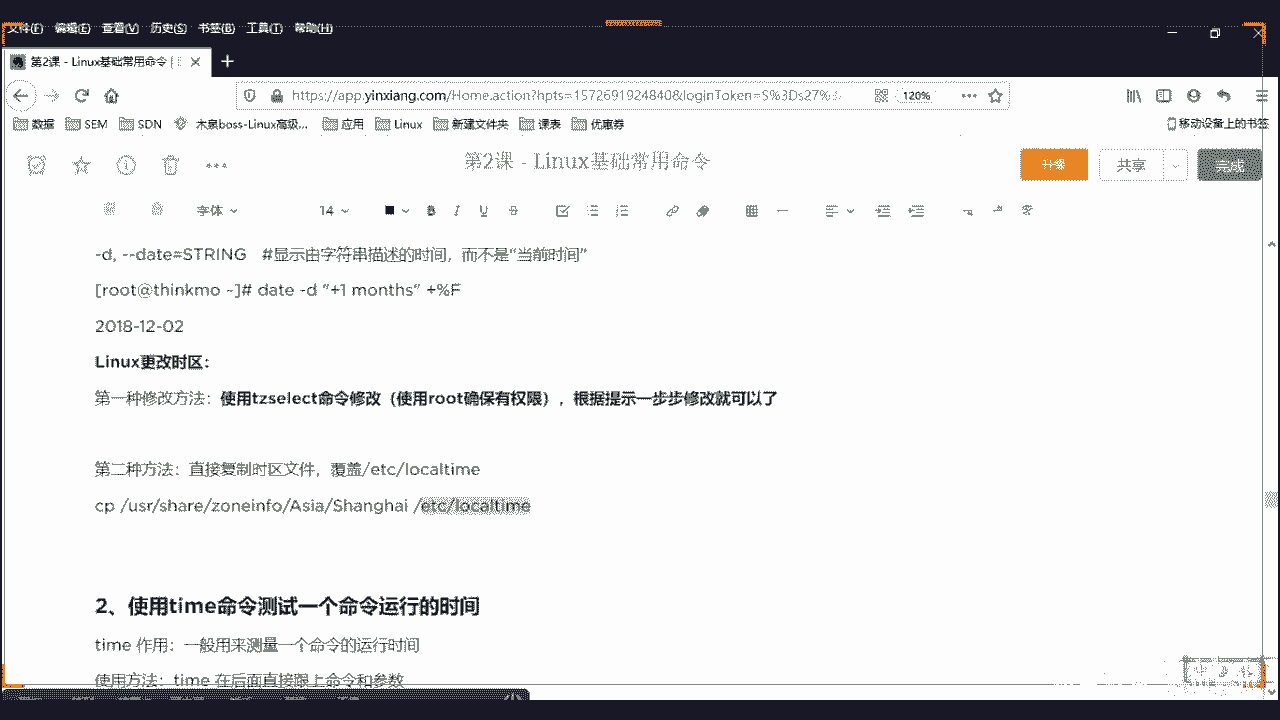 文件(F) 编辑(E) 查看(V) 历史(S) 书签(B) 工具(T) 帮助(H)
第2课 - Linux基础常用命令 [
https://app.yinxiang.com/Home.action?hpts=1572691924840&loginToken=S%3Ds27% 120%
数据 SEM SDN 木泉boss-Linux高级... 应用 Linux 新建文件夹 课表 优惠券 移动设备上的书签
第2课 - Linux基础常用命令 升级 共享 完成
字体 14
-d, --date=STRING #显示由字符串描述的时间，而不是“当前时间”
[root@thinkmo ~]# date -d “+1 months” +%F
2018-12-02
Linux更改时区：
第一种修改方法：使用tzselect命令修改（使用root确保有权限），根据提示一步步修改就可以了
第二种方法：直接复制时区文件，覆盖/etc/localtime
cp /usr/share/zoneinfo/Asia/Shanghai /etc/localtime
2、使用time命令测试一个命令运行的时间
time 作用：一般用来测量一个命令的运行时间
使用方法：time 在后面直接跟上命令和参数